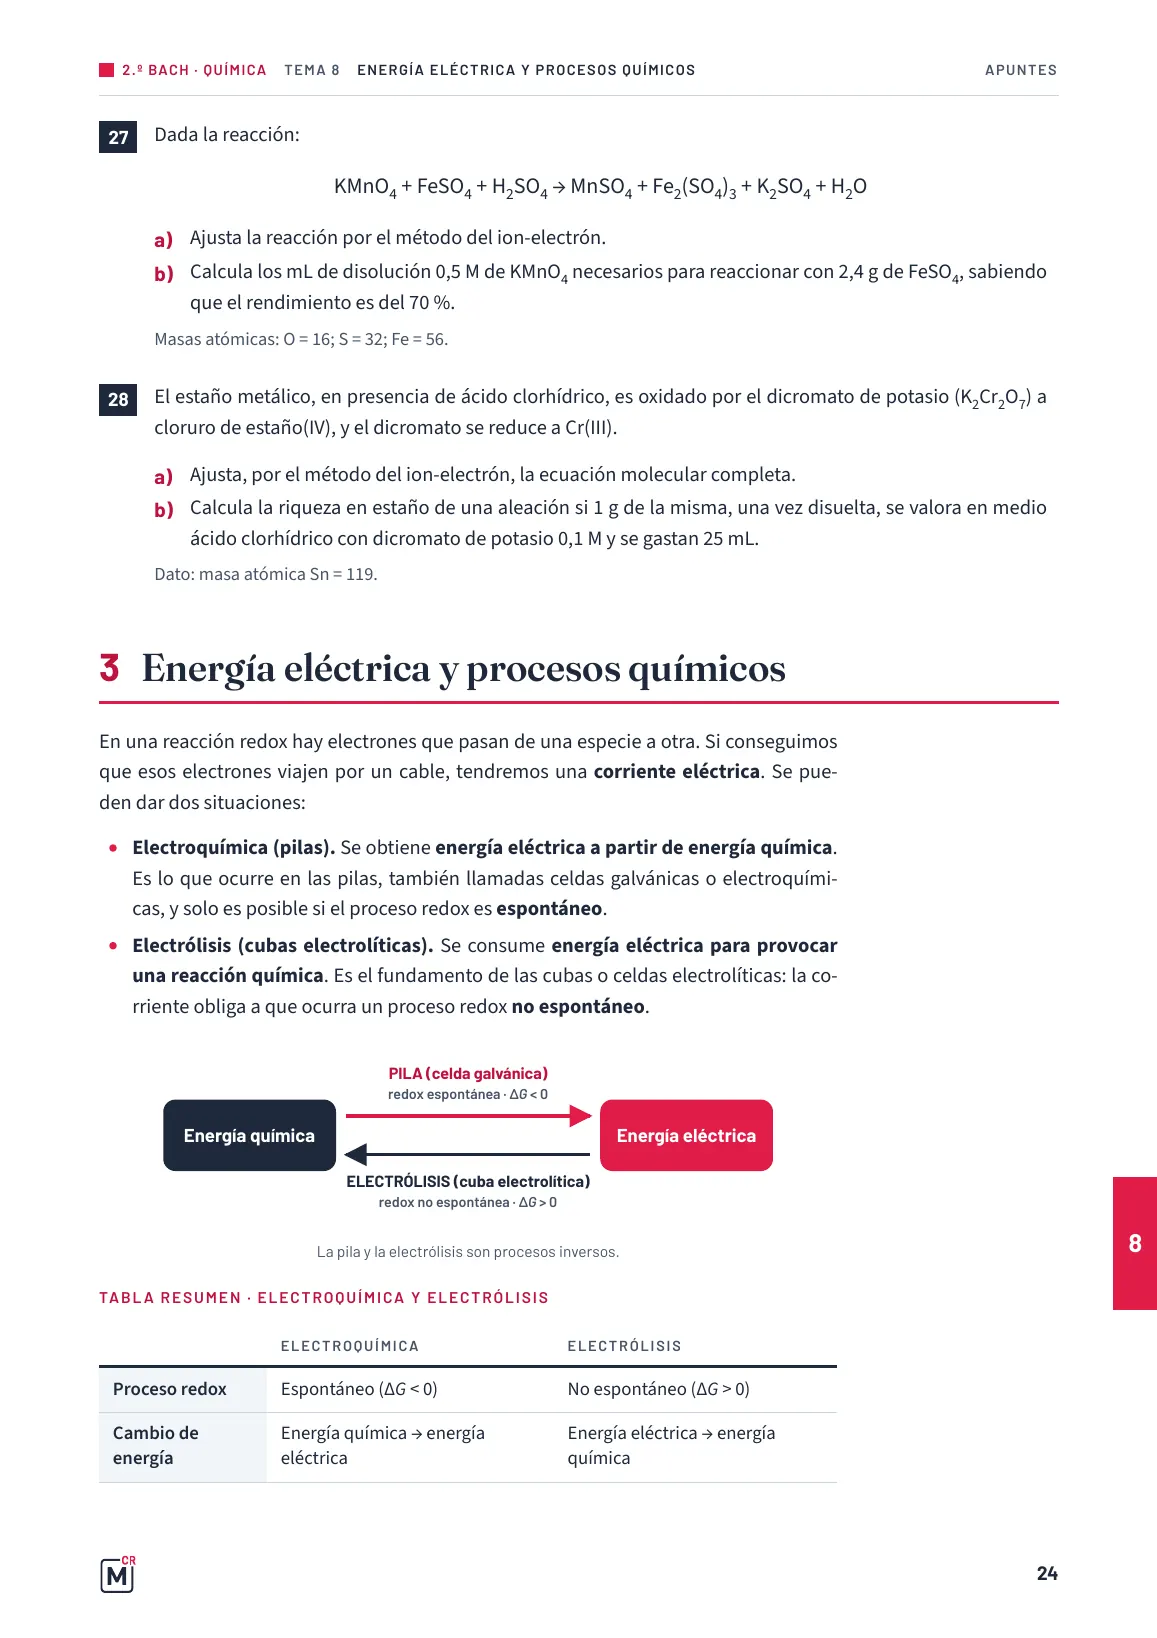 2.º BACH · QUÍMICA TEMA 8 ENERGÍA ELÉCTRICA Y PROCESOS QUÍMICOS APUNTES
27 Dada la reacción:
KMnO₄ + FeSO₄ + H₂SO₄ → MnSO₄ + Fe₂(SO₄)₃ + K₂SO₄ + H₂O
a) Ajusta la reacción por el método del ion-electrón.
b) Calcula los mL de disolución 0,5 M de KMnO₄ necesarios para reaccionar con 2,4 g de FeSO₄, sabiendo
que el rendimiento es del 70 %.
Masas atómicas: O = 16; S = 32; Fe = 56.
28 El estaño metálico, en presencia de ácido clorhídrico, es oxidado por el dicromato de potasio (K₂Cr₂O₇) a
cloruro de estaño(IV), y el dicromato se reduce a Cr(III).
a) Ajusta, por el método del ion-electrón, la ecuación molecular completa.
b) Calcula la riqueza en estaño de una aleación si 1 g de la misma, una vez disuelta, se valora en medio
ácido clorhídrico con dicromato de potasio 0,1 M y se gastan 25 mL.
Dato: masa atómica Sn = 119.
3 Energía eléctrica y procesos químicos
En una reacción redox hay electrones que pasan de una especie a otra. Si conseguimos
que esos electrones viajen por un cable, tendremos una corriente eléctrica. Se pue-
den dar dos situaciones:
• Electroquímica (pilas). Se obtiene energía eléctrica a partir de energía química.
Es lo que ocurre en las pilas, también llamadas celdas galvánicas o electroquími-
cas, y solo es posible si el proceso redox es espontáneo.
• Electrólisis (cubas electrolíticas). Se consume energía eléctrica para provocar
una reacción química. Es el fundamento de las cubas o celdas electrolíticas: la co-
rriente obliga a que ocurra un proceso redox no espontáneo.
PILA (celda galvánica)
redox espontánea · ΔG < 0
Energía química Energía eléctrica
ELECTRÓLISIS (cuba electrolítica)
redox no espontánea · ΔG > 0
8
La pila y la electrólisis son procesos inversos.
TABLA RESUMEN · ELECTROQUÍMICA Y ELECTRÓLISIS
ELECTROQUÍMICA ELECTRÓLISIS
Proceso redox Espontáneo (ΔG < 0) No espontáneo (ΔG > 0)
Cambio de Energía química → energía Energía eléctrica → energía
energía eléctrica química
M CR 24